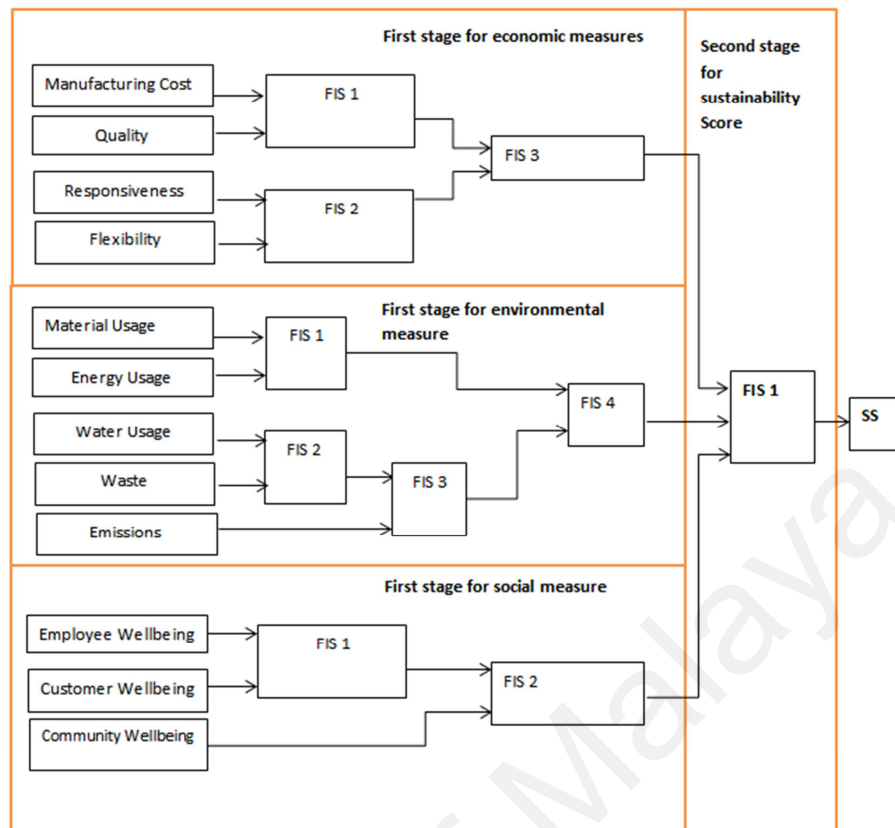 First stage for economic measures
Manufacturing Cost
Quality
Responsiveness
Flexibility
FIS 1
FIS 2
FIS 3
First stage for environmental
measure
Material Usage
Energy Usage
Water Usage
Waste
Emissions
FIS 1
FIS 2
FIS 3
FIS 4
First stage for social measure
Employee Wellbeing
Customer Wellbeing
Community Wellbeing
FIS 1
FIS 2
Second stage
for
sustainability
Score
FIS 1
SS
Malaya